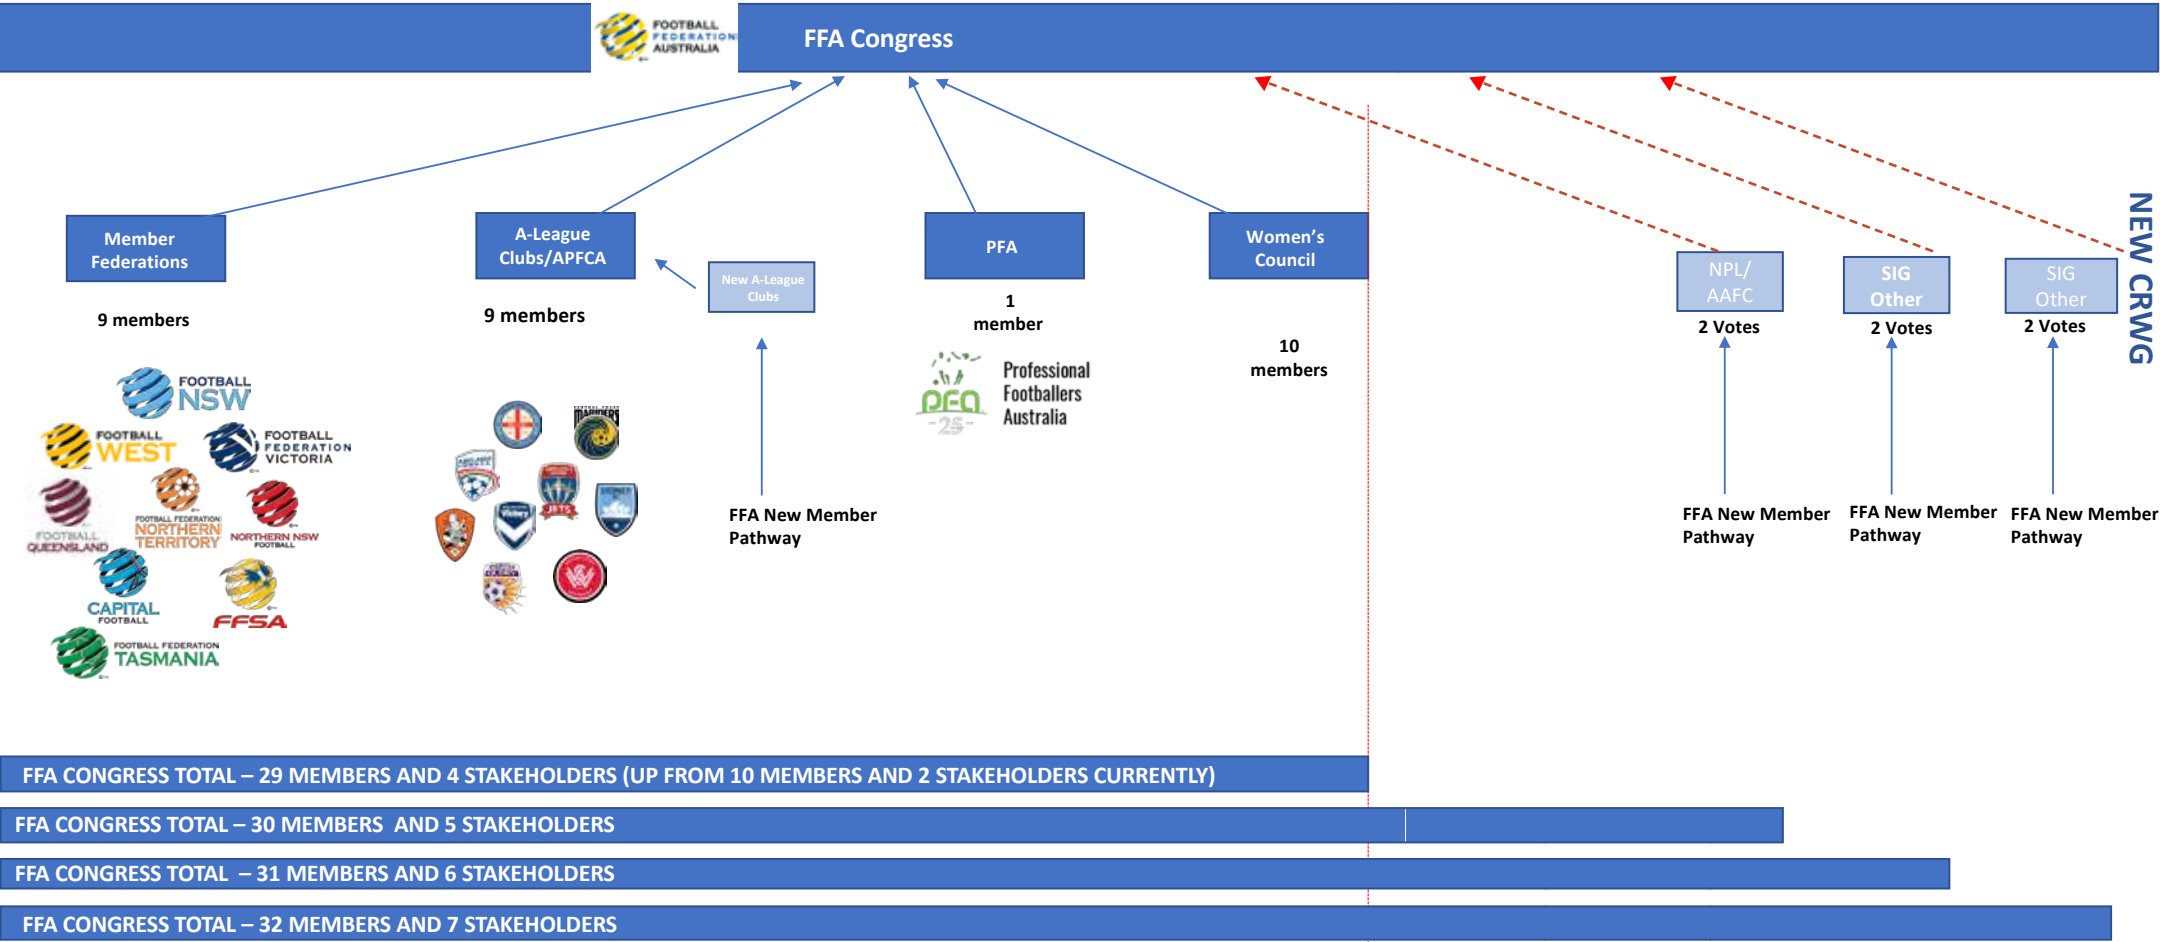 FOOTBALL
FEDERATION
AUSTRALIA
FFA Congress
Member
Federations
9 members
A-League
Clubs/APFCA
9 members
New A-League
Clubs
FFA New Member
Pathway
PFA
1
member
PFA
-25-
Professional
Footballers
Australia
Women's
Council
10
members
NPL/
AAFC
2 Votes
FFA New Member
Pathway
SIG
Other
2 Votes
FFA New Member
Pathway
SIG
Other
2 Votes
FFA New Member
Pathway
NEW CRWG
FOOTBALL
NSW
FOOTBALL
WEST
FOOTBALL
FEDERATION
VICTORIA
FOOTBALL
QUEENSLAND
FOOTBALL FEDERATION
NORTHERN
TERRITORY
NORTHERN NSW
FOOTBALL
CAPITAL
FOOTBALL
FFSA
FOOTBALL FEDERATION
TASMANIA
MARINERS
JETS
Victory
FFA CONGRESS TOTAL – 29 MEMBERS AND 4 STAKEHOLDERS (UP FROM 10 MEMBERS AND 2 STAKEHOLDERS CURRENTLY)
FFA CONGRESS TOTAL – 30 MEMBERS AND 5 STAKEHOLDERS
FFA CONGRESS TOTAL – 31 MEMBERS AND 6 STAKEHOLDERS
FFA CONGRESS TOTAL – 32 MEMBERS AND 7 STAKEHOLDERS